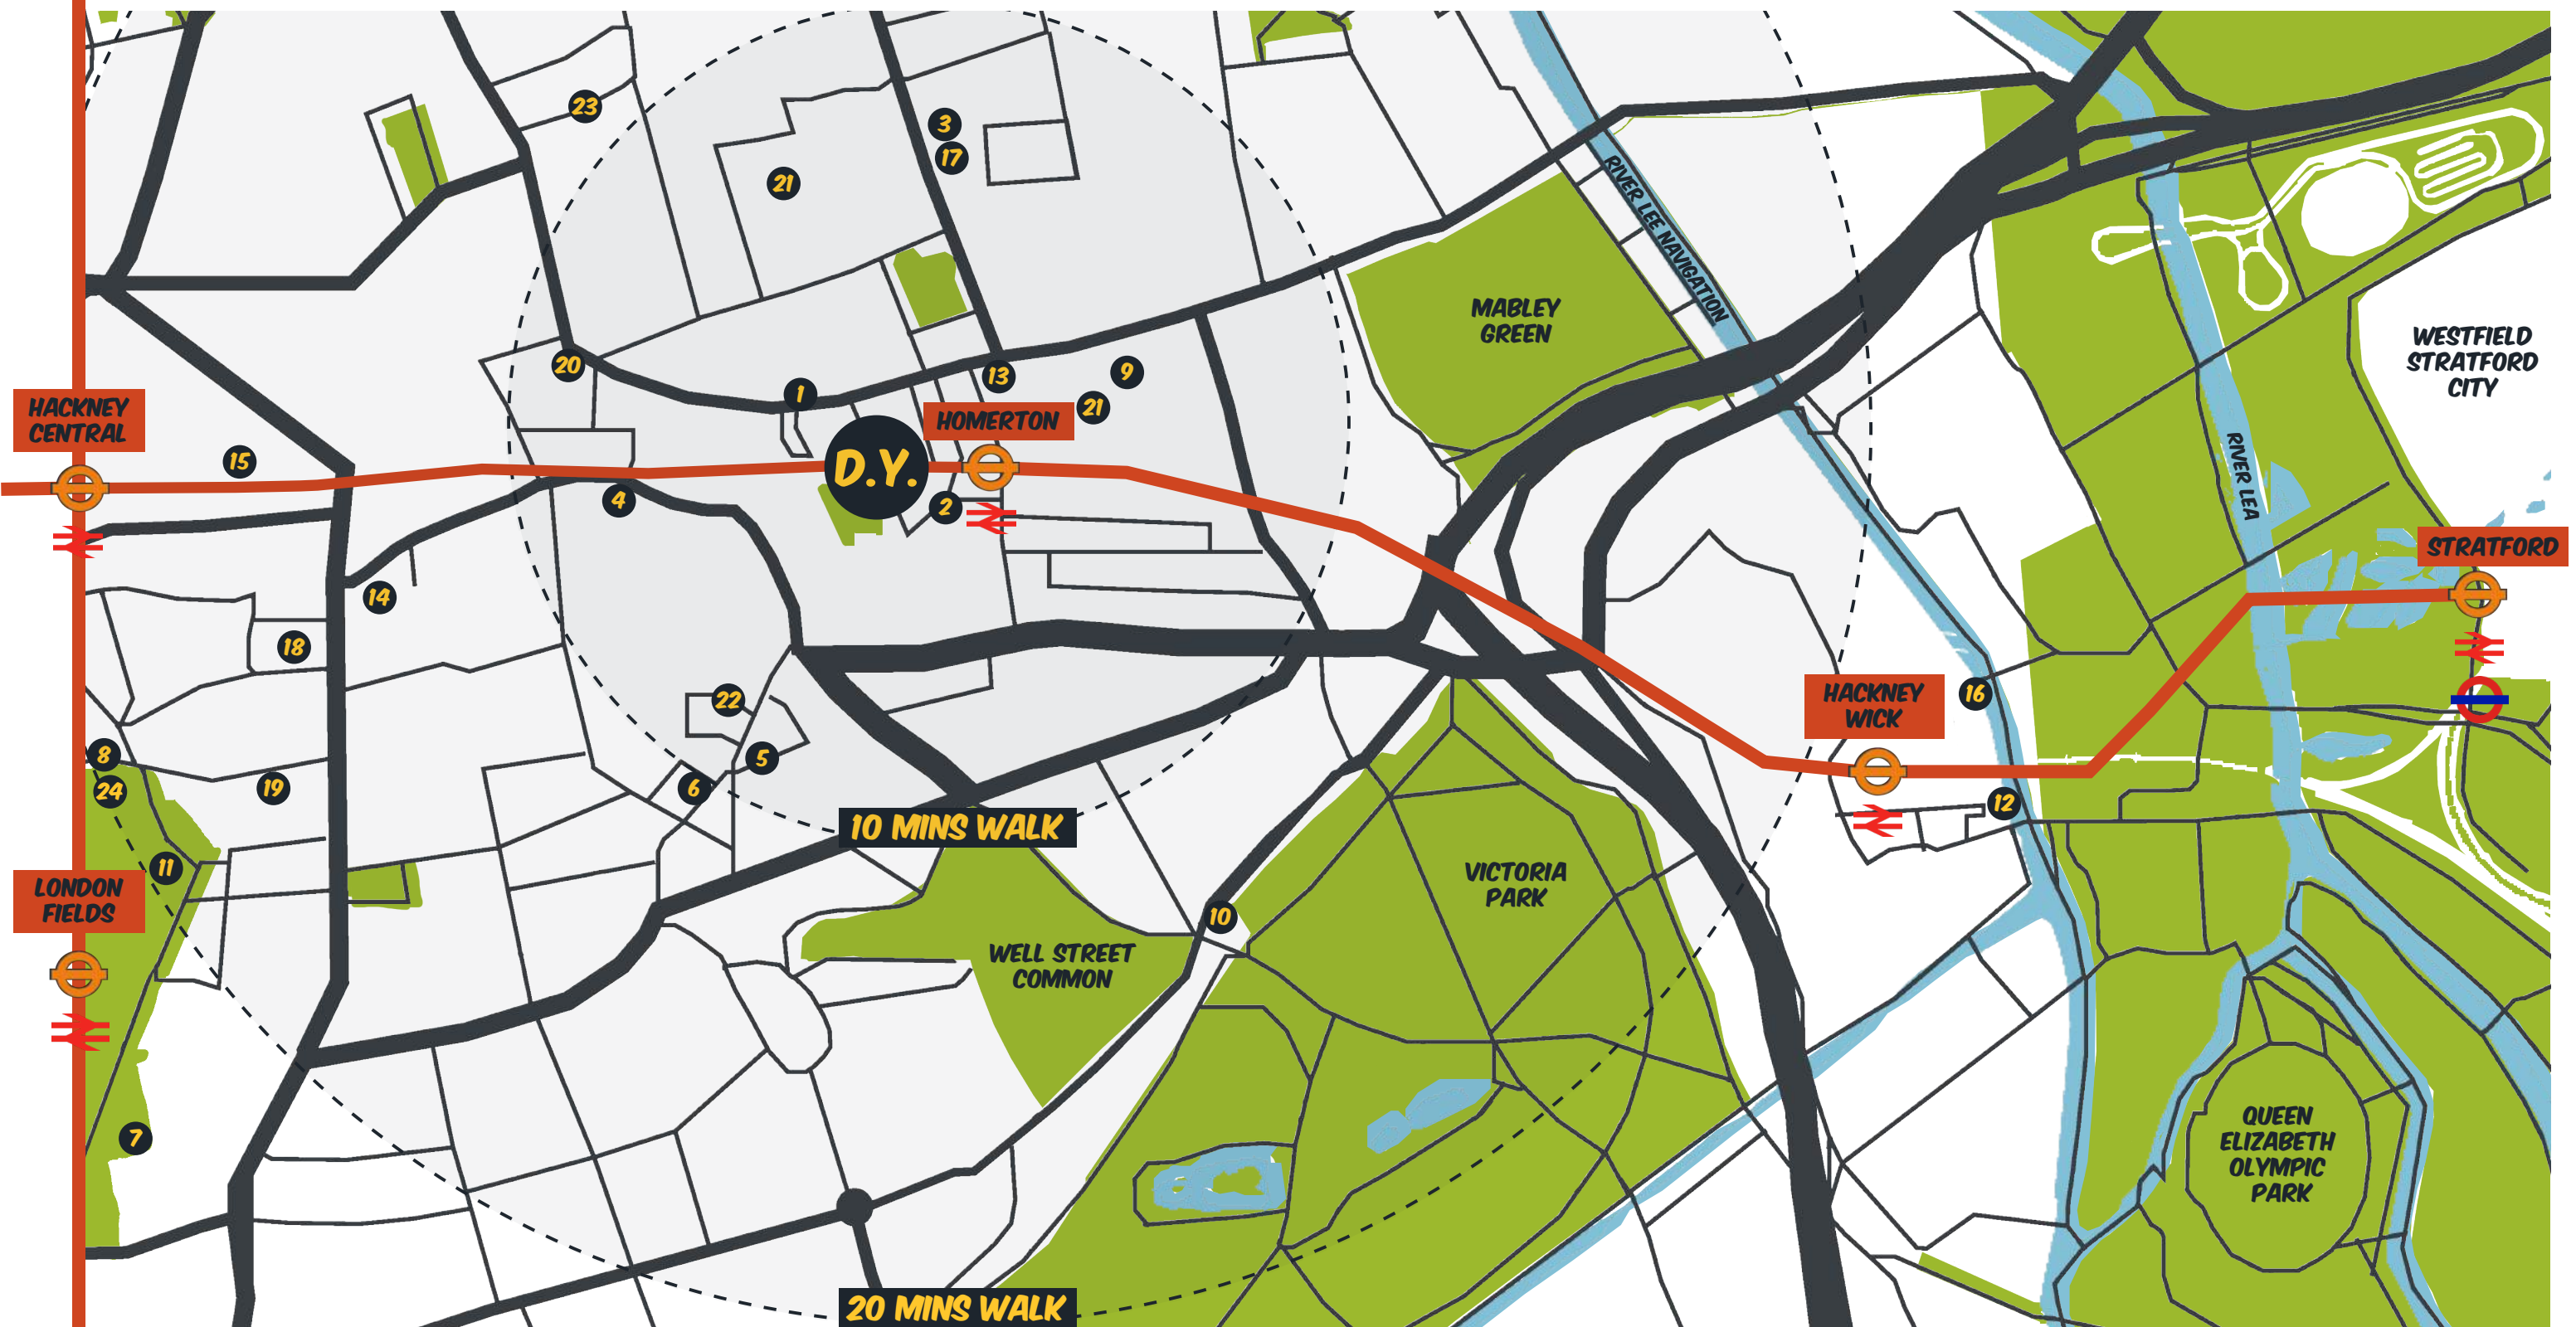 23
3
17
21
RIVER LEE NAVIGATION
MABLEY
GREEN
WESTFIELD
STRATFORD
CITY
20
1
13
9
21
HACKNEY
CENTRAL
HOMERTON
15
D.Y.
4
2
RIVER LEA
STRATFORD
14
18
22
5
6
8
24
19
HACKNEY
WICK
16
12
10 MINS WALK
11
LONDON
FIELDS
VICTORIA
PARK
10
WELL STREET
COMMON
7
QUEEN
ELIZABETH
OLYMPIC
PARK
20 MINS WALK